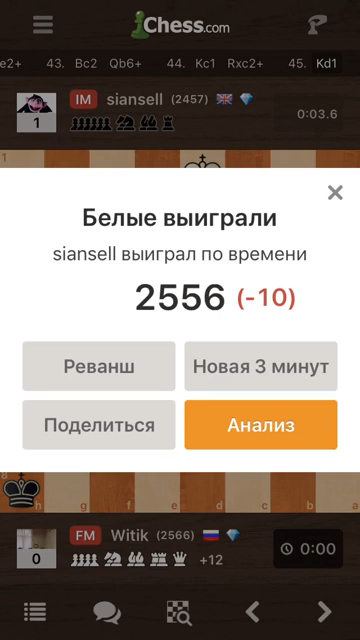 Chess.com
e2+ 43. Bc2 Qb6+ 44. Kc1 Rxc2+ 45. Kd1
IM siansell (2457)
1
0:03.6
1
Белые выиграли
siansell выиграл по времени
2556 (-10)
Реванш Новая 3 минут
Поделиться Анализ
8
h g f e d c b a
FM Witik (2566)
0
+12
0:00